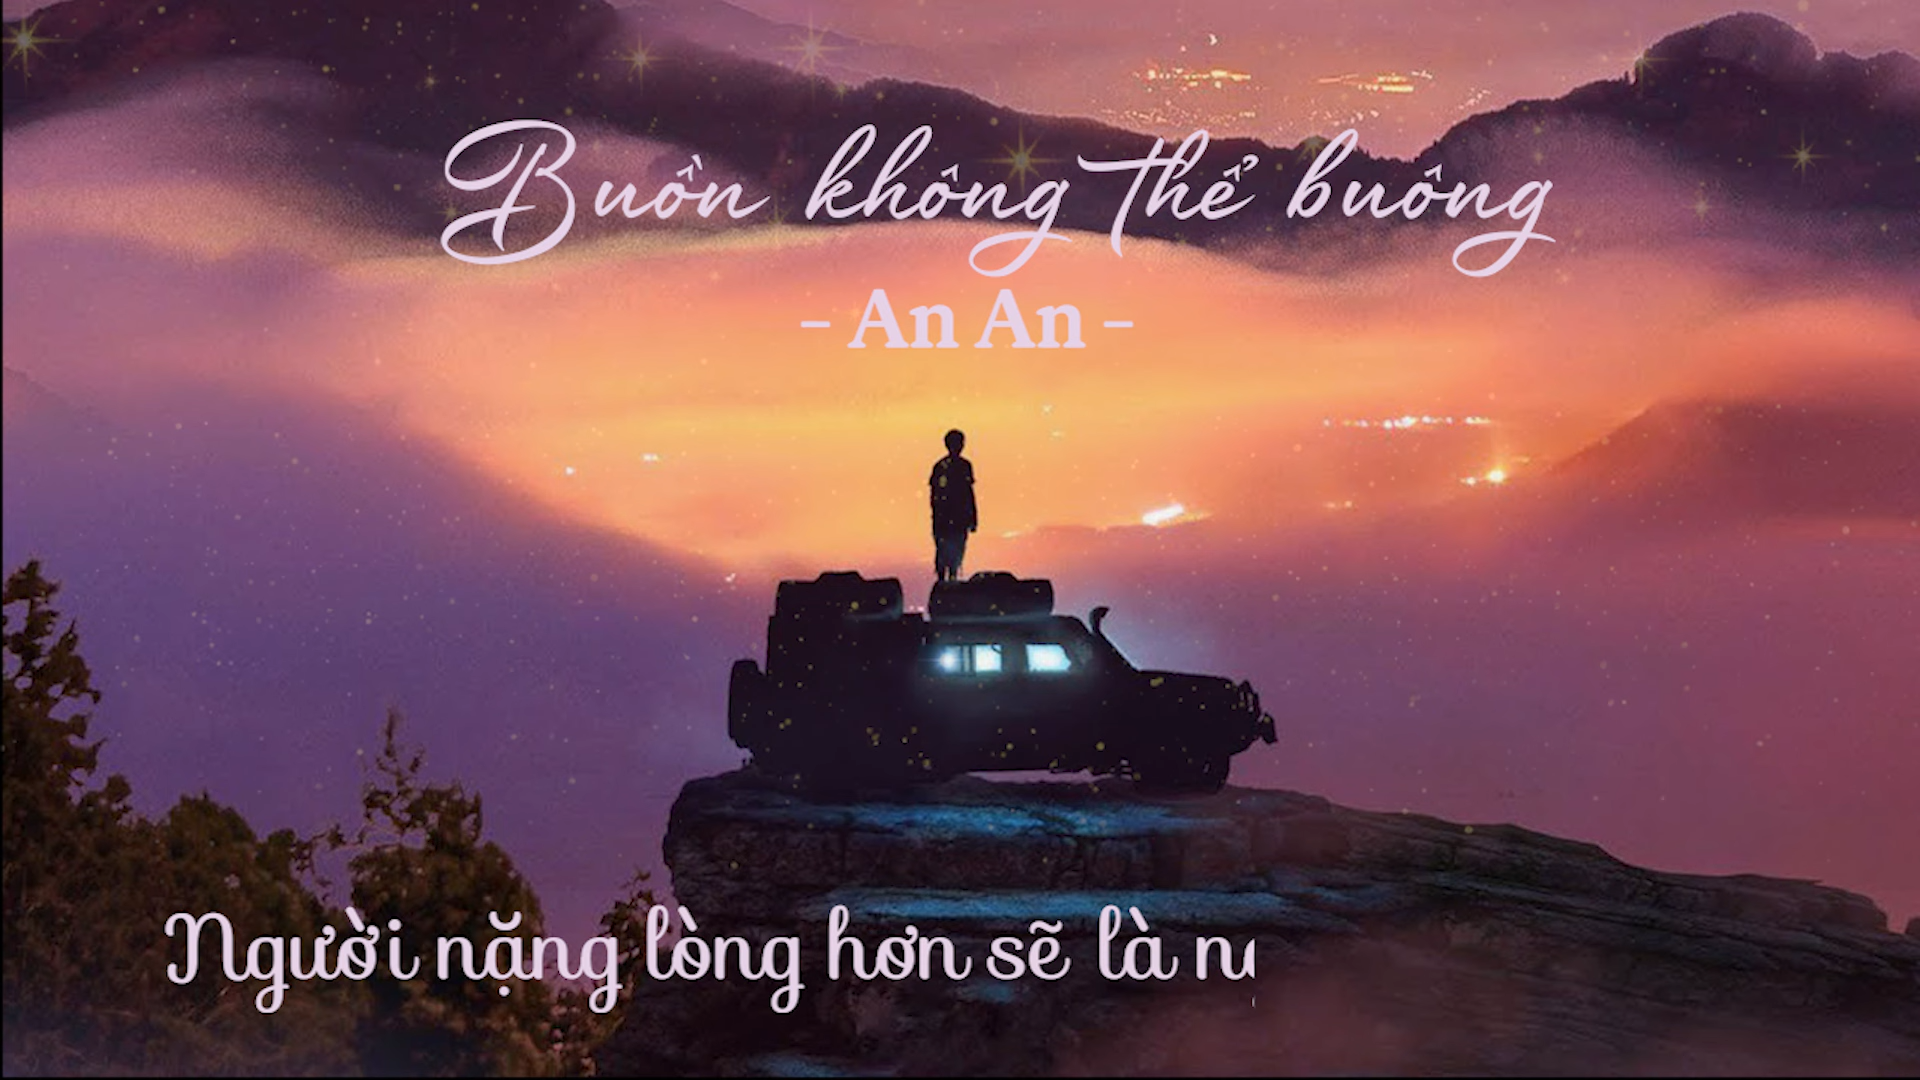 Buồn không thể buông
- An An -
Người nặng lòng hơn sẽ là